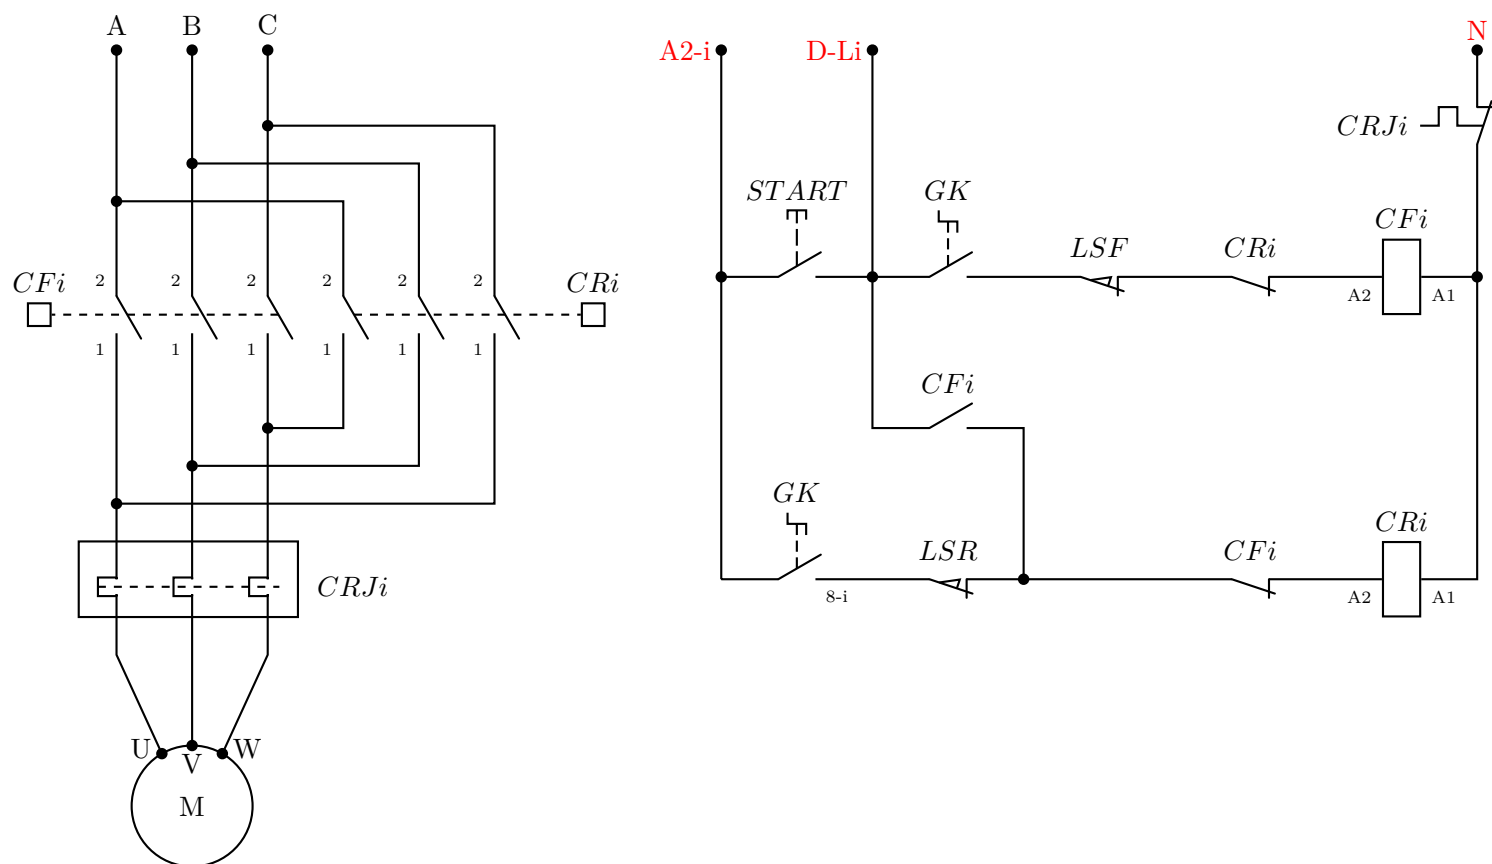 A B C
A2-i D-Li N
CRJi
START GK
CFi
LSF CRi
CFi 2 2 2 2 2 2 CRi
A2 A1
1 1 1 1 1 1
CFi
GK
CRi
LSR CFi
CRJi
8-i A2 A1
U V W
M